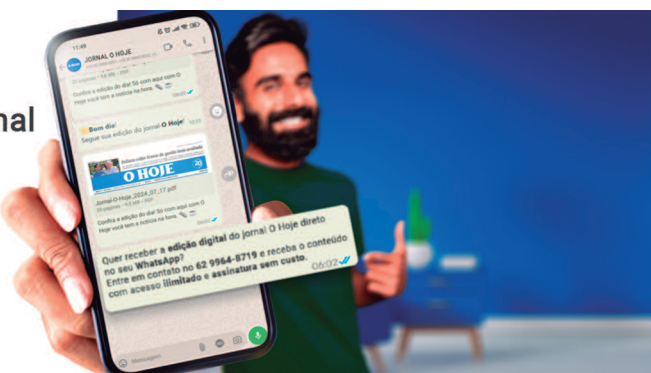 nal
11:49
JORNAL O HOJE
Confira a edição do dia! Só com aqui com O
Hoje você tem a notícia na hora.
Bom dia!
Segue sua edição do jornal O Hoje!
O HOJE
Jornal-O-Hoje_2024_07_17.pdf
Confira a edição do dia! Só com aqui com O
Hoje você tem a notícia na hora.
Quer receber a edição digital do jornal O Hoje direto
no seu WhatsApp?
Entre em contato no 62 9964-8719 e receba o conteúdo
com acesso ilimitado e assinatura sem custo. 06:02
Mensagem